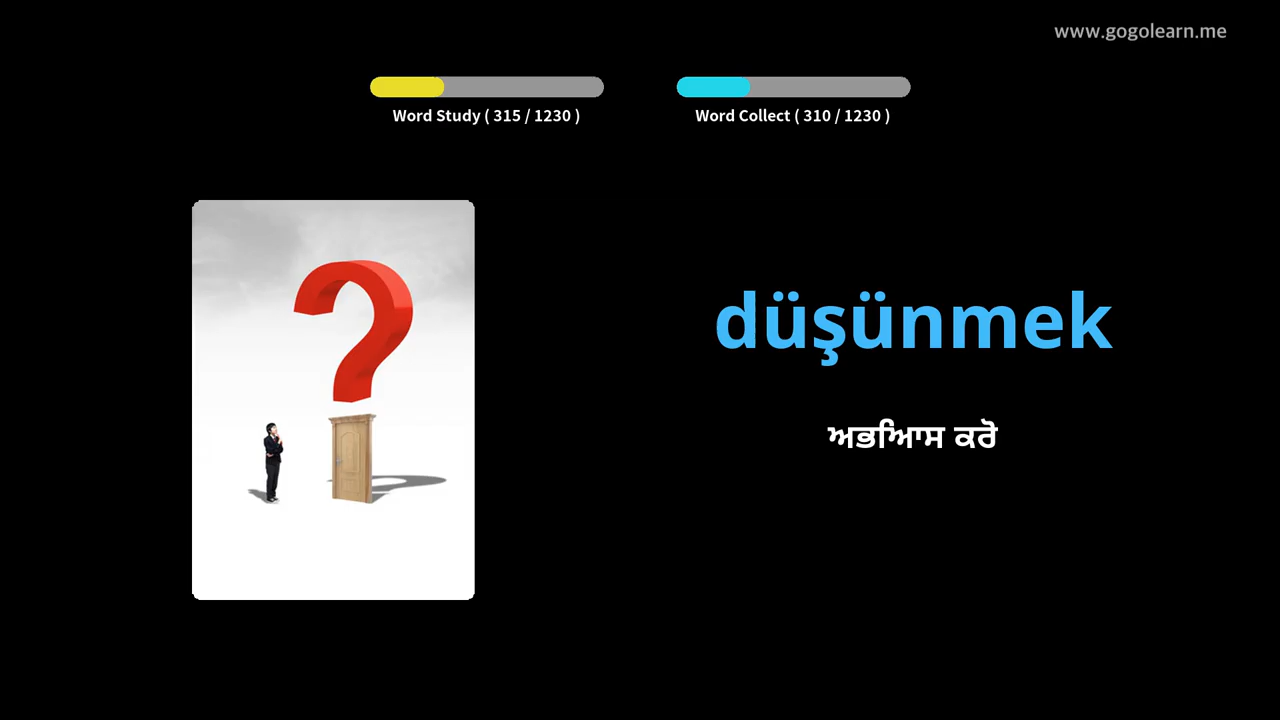 www.gogolearn.me
Word Study ( 315 / 1230 )
Word Collect ( 310 / 1230 )
düşünmek
ਅਭਿਆਸ ਕਰੋ